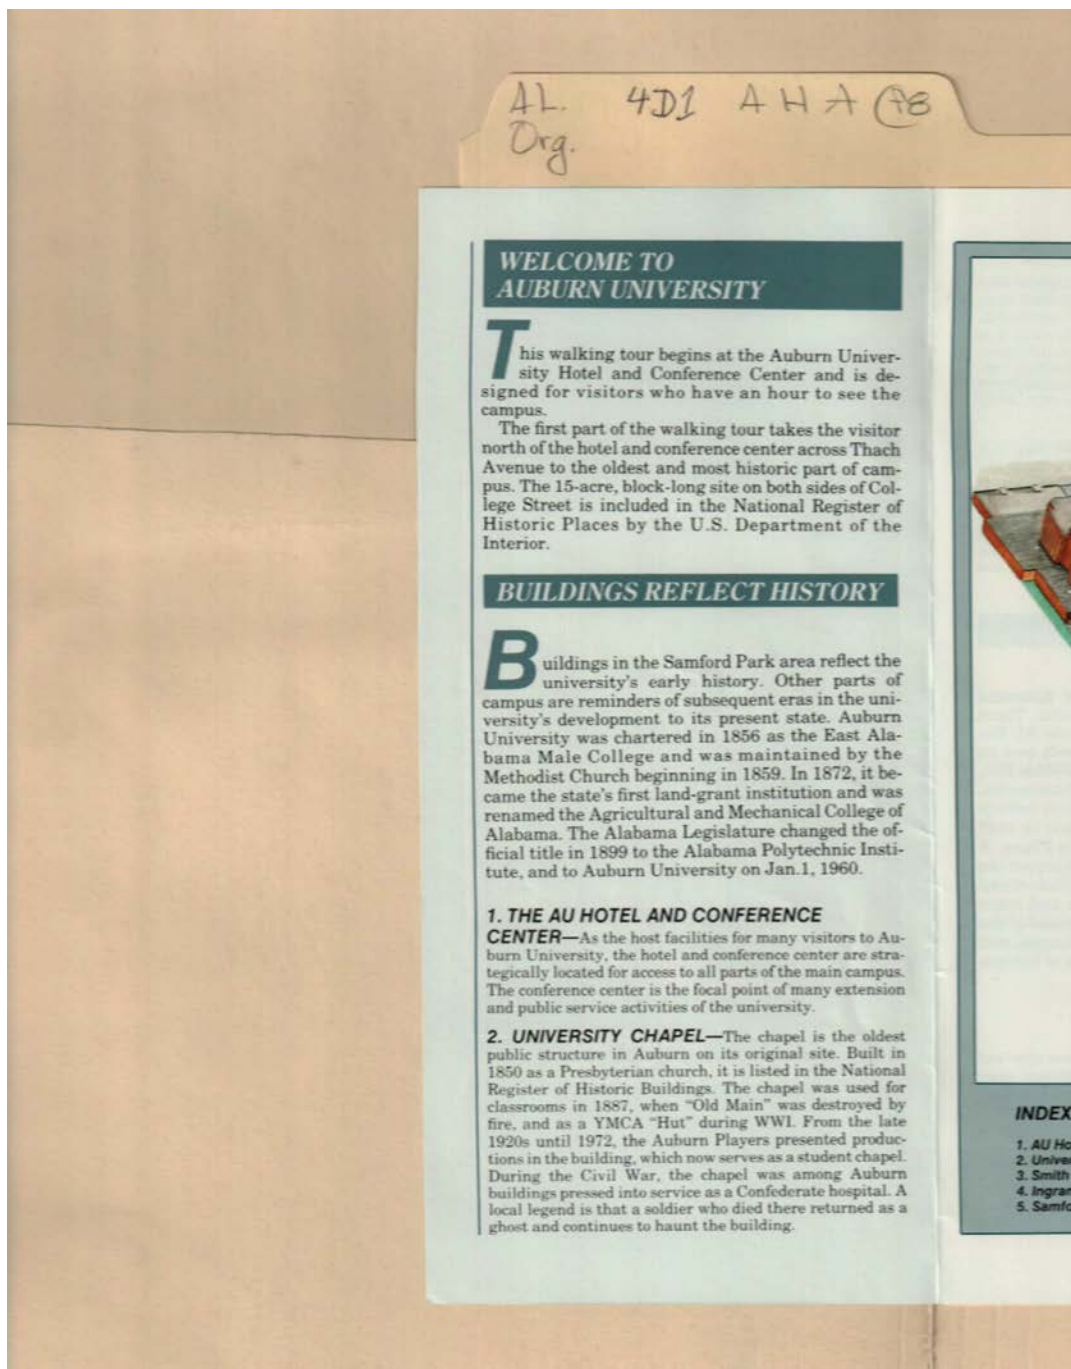 AL. 4D1 A H A 98
Org.
WELCOME TO
AUBURN UNIVERSITY
This walking tour begins at the Auburn Univer-
sity Hotel and Conference Center and is de-
signed for visitors who have an hour to see the
campus.
The first part of the walking tour takes the visitor
north of the hotel and conference center across Thach
Avenue to the oldest and most historic part of cam-
pus. The 15-acre, block-long site on both sides of Col-
lege Street is included in the National Register of
Historic Places by the U.S. Department of the
Interior.
BUILDINGS REFLECT HISTORY
Buildings in the Samford Park area reflect the
university's early history. Other parts of
campus are reminders of subsequent eras in the uni-
versity's development to its present state. Auburn
University was chartered in 1856 as the East Ala-
bama Male College and was maintained by the
Methodist Church beginning in 1859. In 1872, it be-
came the state's first land-grant institution and was
renamed the Agricultural and Mechanical College of
Alabama. The Alabama Legislature changed the of-
ficial title in 1899 to the Alabama Polytechnic Insti-
tute, and to Auburn University on Jan.1, 1960.
1. THE AU HOTEL AND CONFERENCE
CENTER—As the host facilities for many visitors to Au-
burn University, the hotel and conference center are stra-
tegically located for access to all parts of the main campus.
The conference center is the focal point of many extension
and public service activities of the university.
2. UNIVERSITY CHAPEL—The chapel is the oldest
public structure in Auburn on its original site. Built in
1850 as a Presbyterian church, it is listed in the National
Register of Historic Buildings. The chapel was used for
classrooms in 1887, when "Old Main" was destroyed by
fire, and as a YMCA "Hut" during WWI. From the late
1920s until 1972, the Auburn Players presented produc-
tions in the building, which now serves as a student chapel.
During the Civil War, the chapel was among Auburn
buildings pressed into service as a Confederate hospital. A
local legend is that a soldier who died there returned as a
ghost and continues to haunt the building.
INDEX
1. AU Ho
2. Univer
3. Smith
4. Ingram
5. Samfo